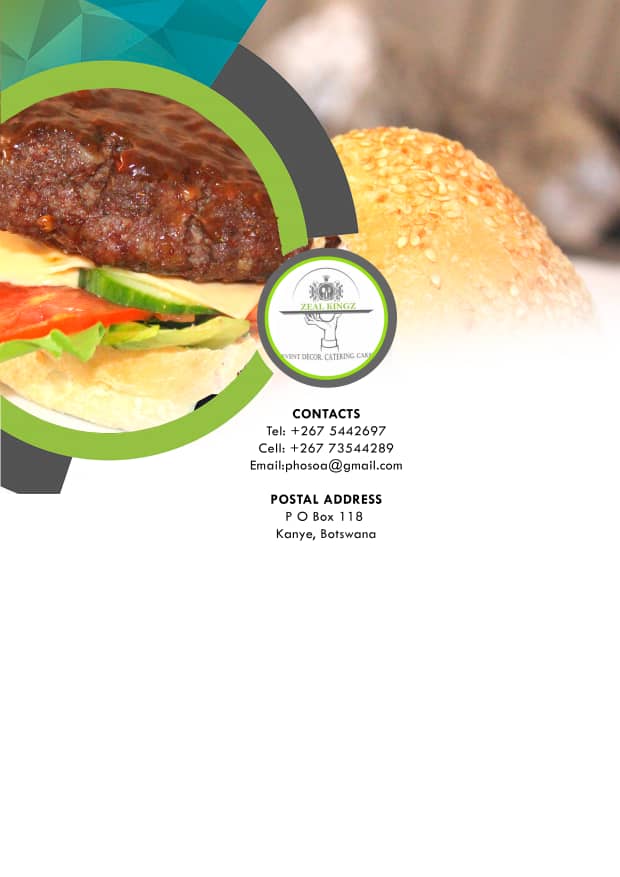 ZEAL KINGZ
EVENT DECOR, CATERING, CAKE
CONTACTS
Tel: +267 5442697
Cell: +267 73544289
Email:phosoa@gmail.com
POSTAL ADDRESS
P O Box 118
Kanye, Botswana